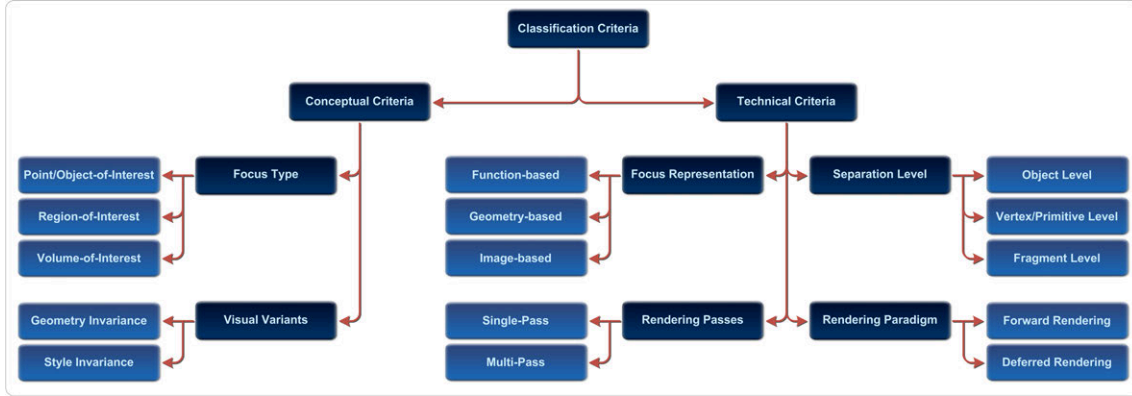 Classification Criteria
Conceptual Criteria
Technical Criteria
Point/Object-of-Interest
Focus Type
Function-based
Focus Representation
Separation Level
Object Level
Region-of-Interest
Geometry-based
Vertex/Primitive Level
Volume-of-Interest
Image-based
Fragment Level
Geometry Invariance
Visual Variants
Single-Pass
Rendering Passes
Rendering Paradigm
Forward Rendering
Style Invariance
Multi-Pass
Deferred Rendering